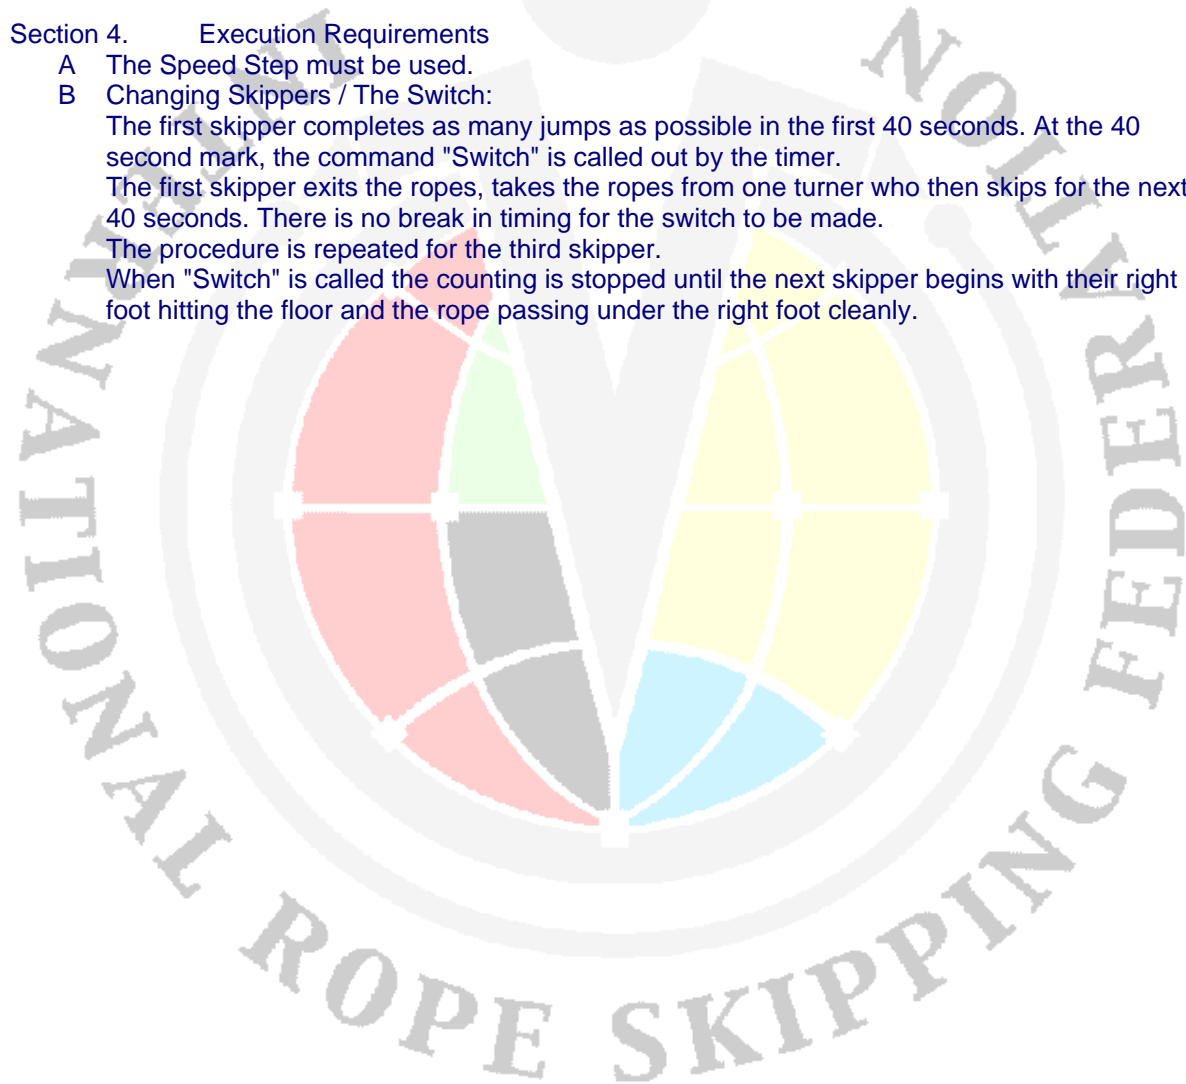 Section 4. Execution Requirements
A The Speed Step must be used.
B Changing Skippers / The Switch:
The first skipper completes as many jumps as possible in the first 40 seconds. At the 40
second mark, the command "Switch" is called out by the timer.
The first skipper exits the ropes, takes the ropes from one turner who then skips for the next
40 seconds. There is no break in timing for the switch to be made.
The procedure is repeated for the third skipper.
When "Switch" is called the counting is stopped until the next skipper begins with their right
foot hitting the floor and the rope passing under the right foot cleanly.
INTERNATIONAL ROPE SKIPPING FEDERATION